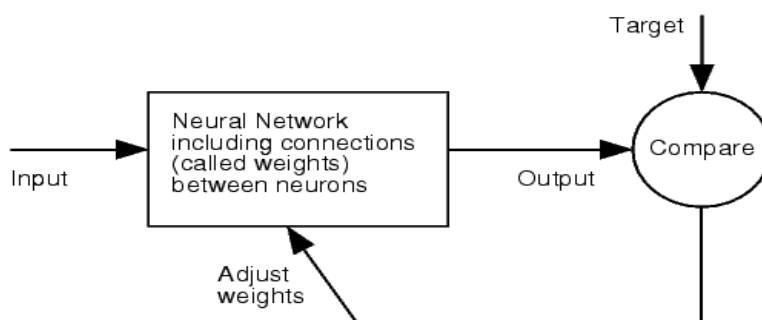 Target
Neural Network
including connections
(called weights)
between neurons
Compare
Input
Output
Adjust
weights